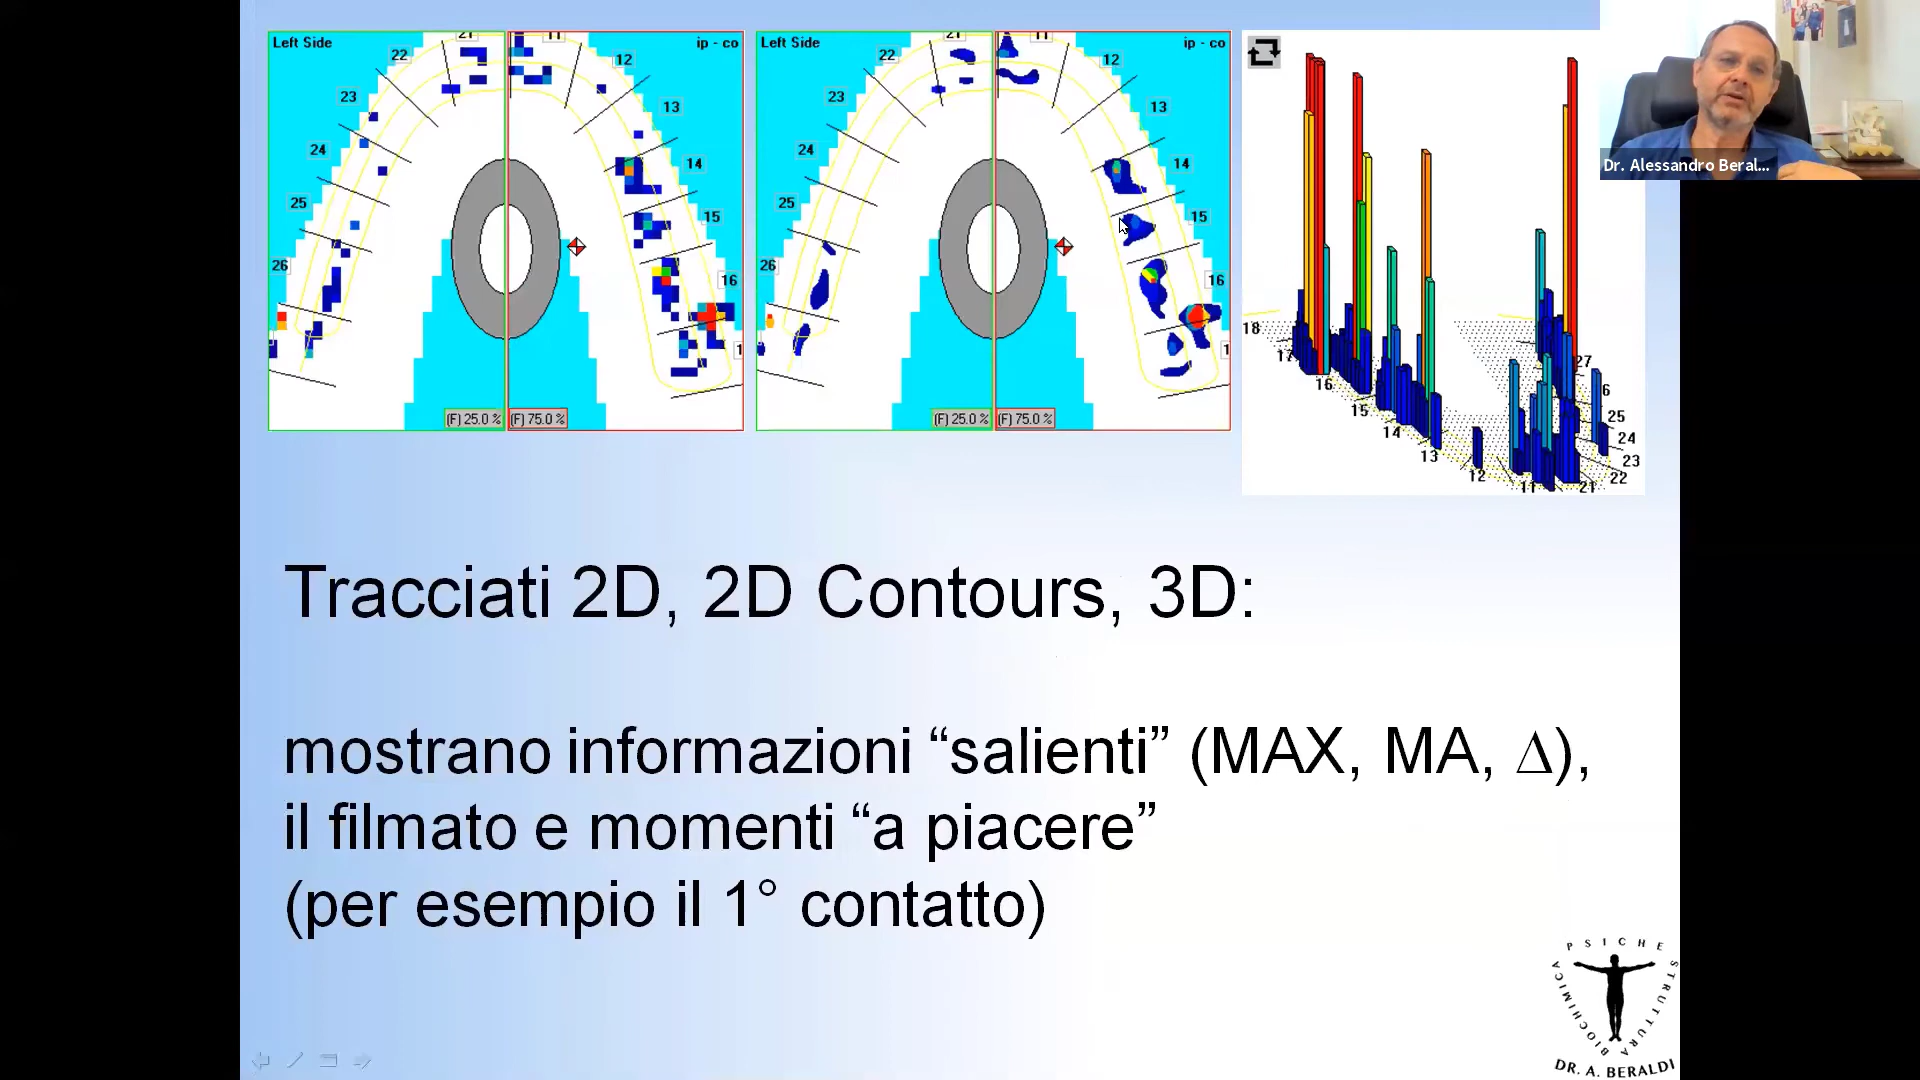 Left Side
ip - co
21
11
22
12
23
13
24
14
25
15
26
16
1
(F) 25.0 %
(F) 75.0 %
Left Side
ip - co
21
11
22
12
23
13
24
14
25
15
26
16
1
(F) 25.0 %
(F) 75.0 %
18
17
16
15
14
13
12
11
21
22
23
24
25
6
27
Dr. Alessandro Beral...
Tracciati 2D, 2D Contours, 3D:
mostrano informazioni “salienti” (MAX, MA, Δ),
il filmato e momenti “a piacere”
(per esempio il 1° contatto)
PSICHE
STRUTTURA
BIOCHIMICA
DR. A. BERALDI